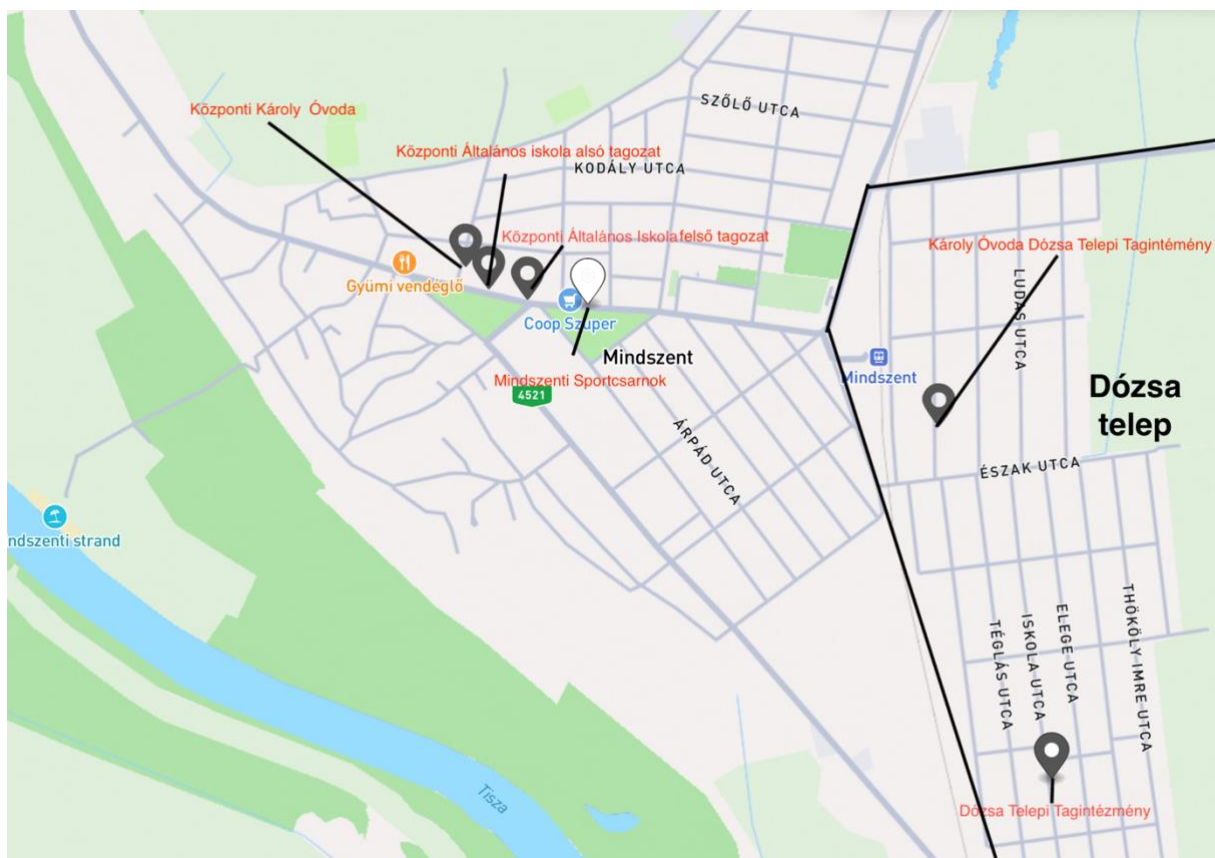 SZŐLŐ UTCA
Központi Károly Óvoda
Központi Általános iskola alsó tagozat
KODÁLY UTCA
Központi Általános Iskola felső tagozat
Károly Óvoda Dózsa Telepi Tagintémény
Gyümi vendéglő
LUDAS UTCA
Coop Szuper
Mindszent
Mindszent
Mindszenti Sportcsarnok
4521
Dózsa
telep
ÁRPÁD UTCA
ÉSZAK UTCA
ndszenti strand
TÉGLÁS UTCA
ISKOLA UTCA
ELEGE UTCA
THÖKÖLY IMRE UTCA
Tisza
Dózsa Telepi Tagintézmény